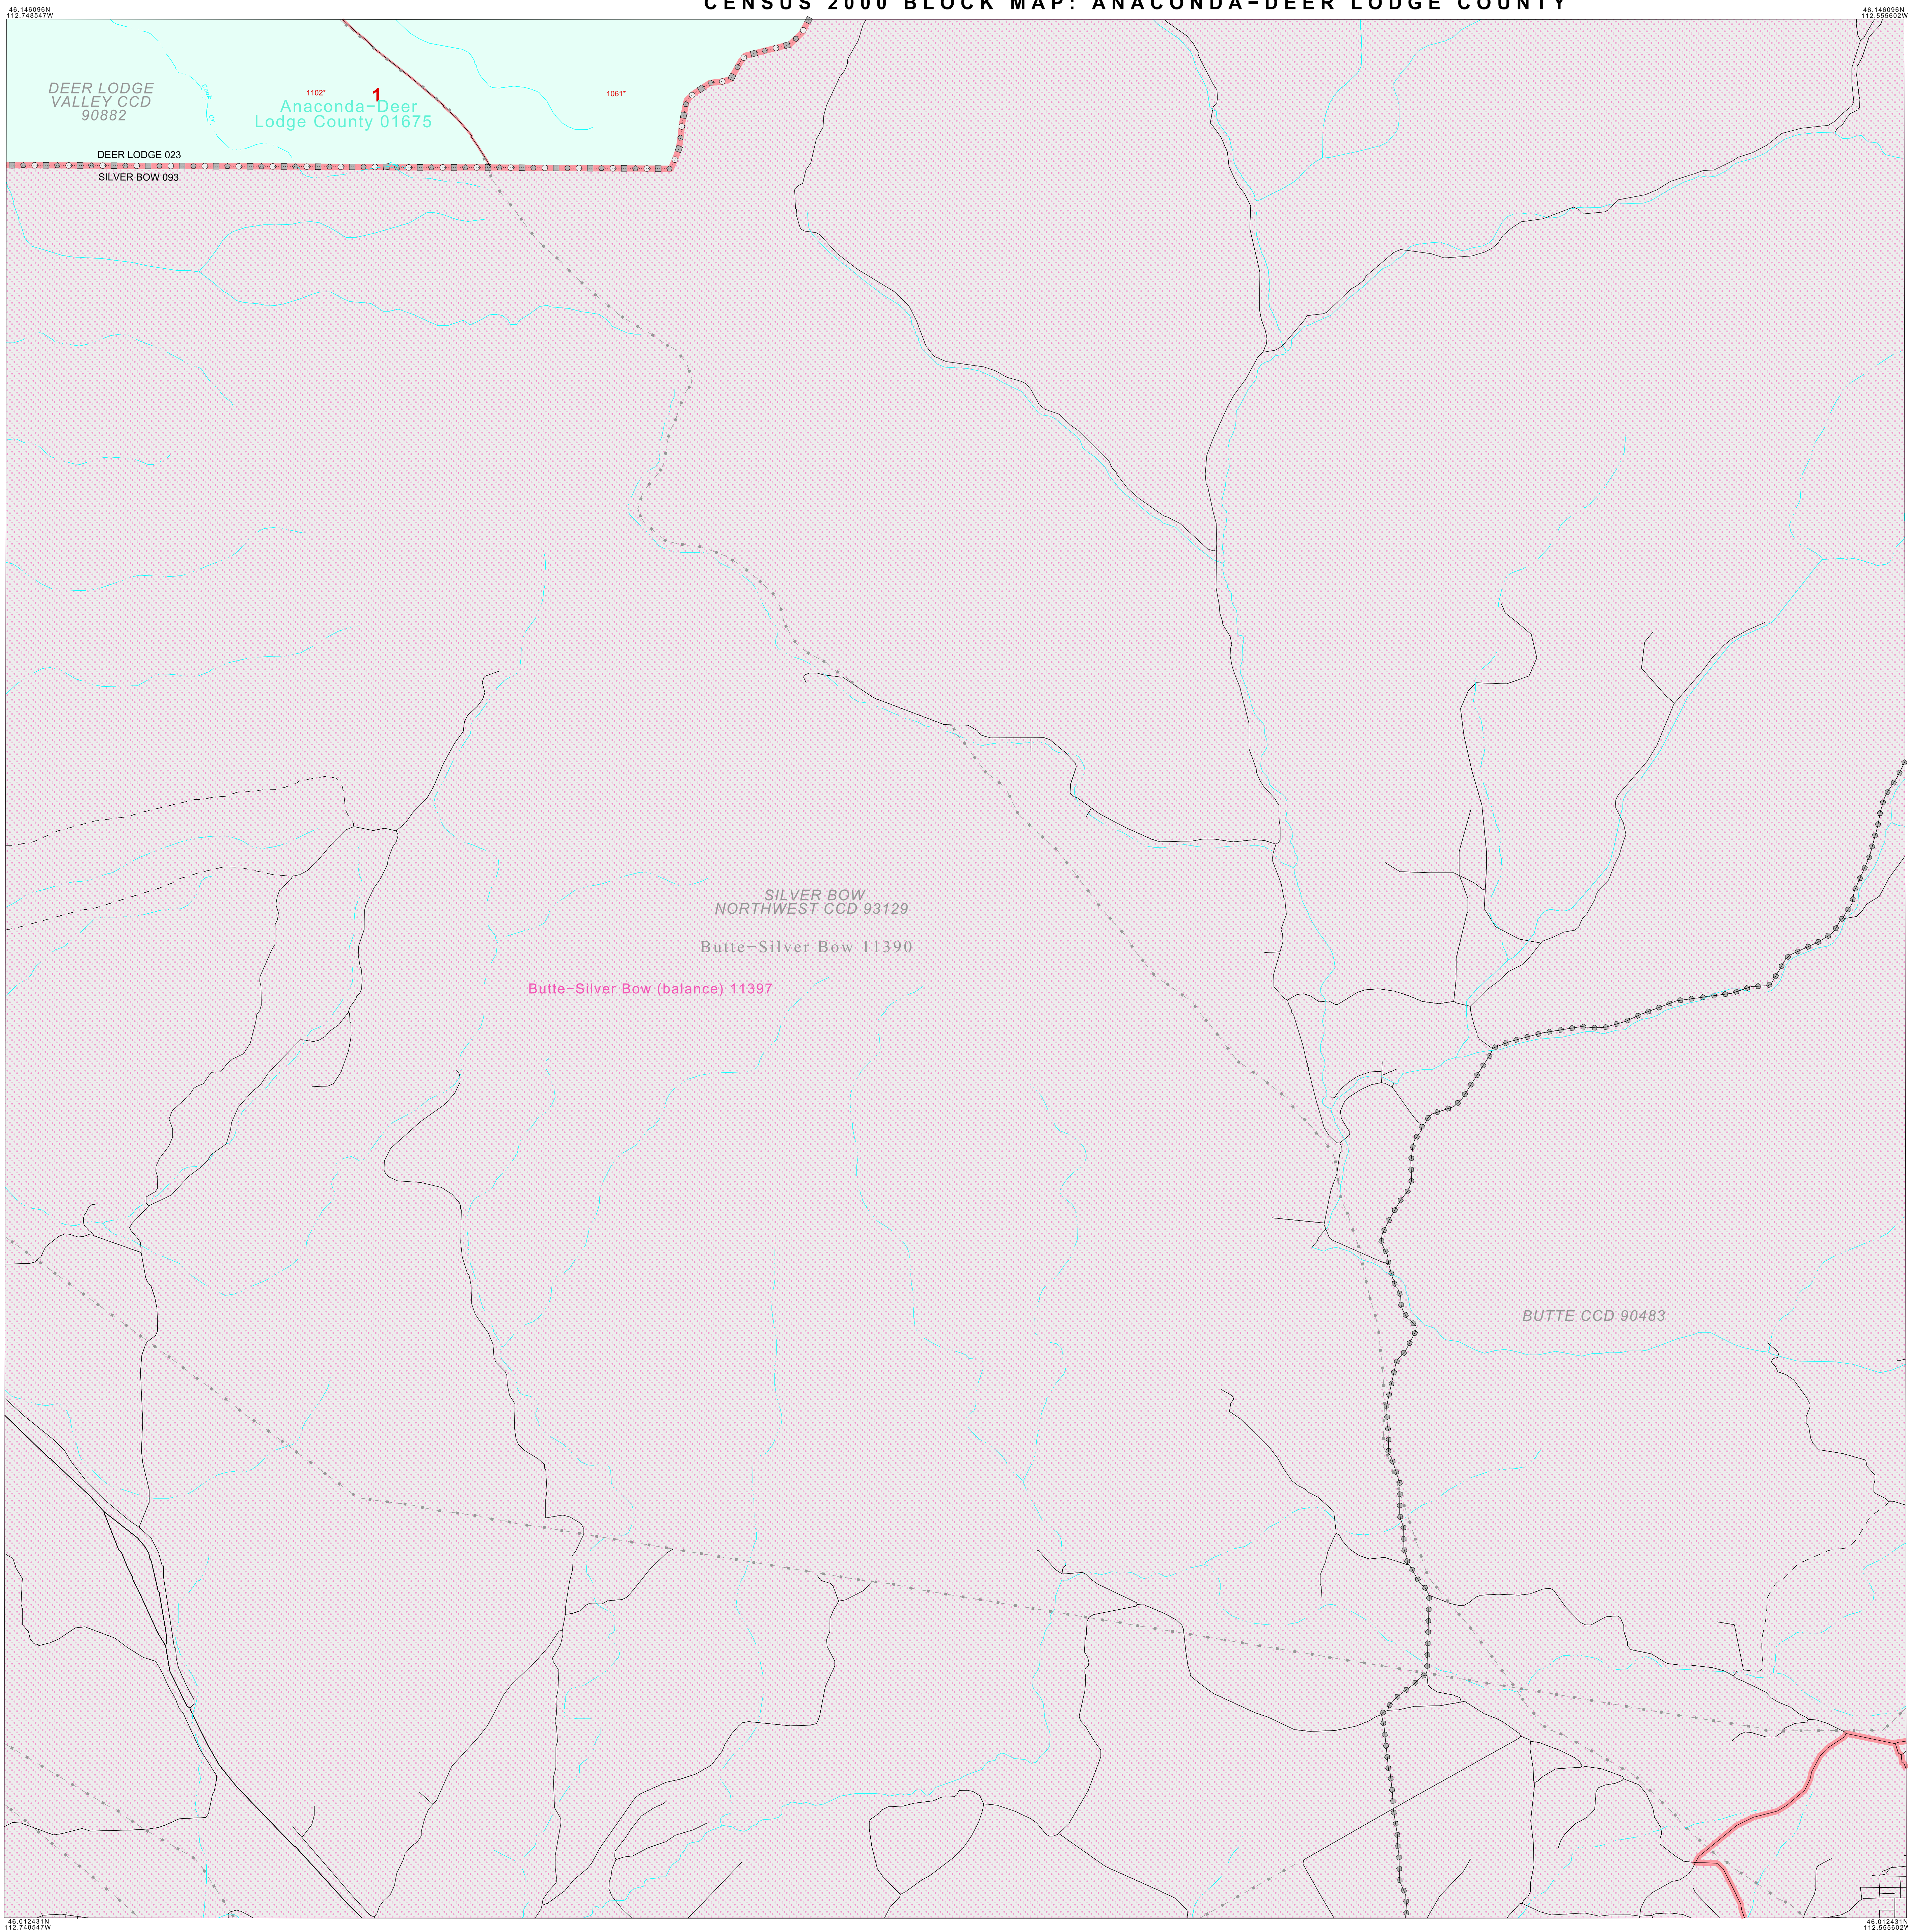 CENSUS 2000 BLOCK MAP: ANACONDA−DEER LODGE COUNTY
46.146096N
112.748547W
46.146096N
112.555602W
DEER LODGE
VALLEY CCD
90882
1102*
1
1061*
Anaconda−Deer
Lodge County 01675
DEER LODGE 023
SILVER BOW 093
SILVER BOW
NORTHWEST CCD 93129
Butte−Silver Bow 11390
Butte−Silver Bow (balance) 11397
BUTTE CCD 90483
46.012431N
112.748547W
46.012431N
112.555602W